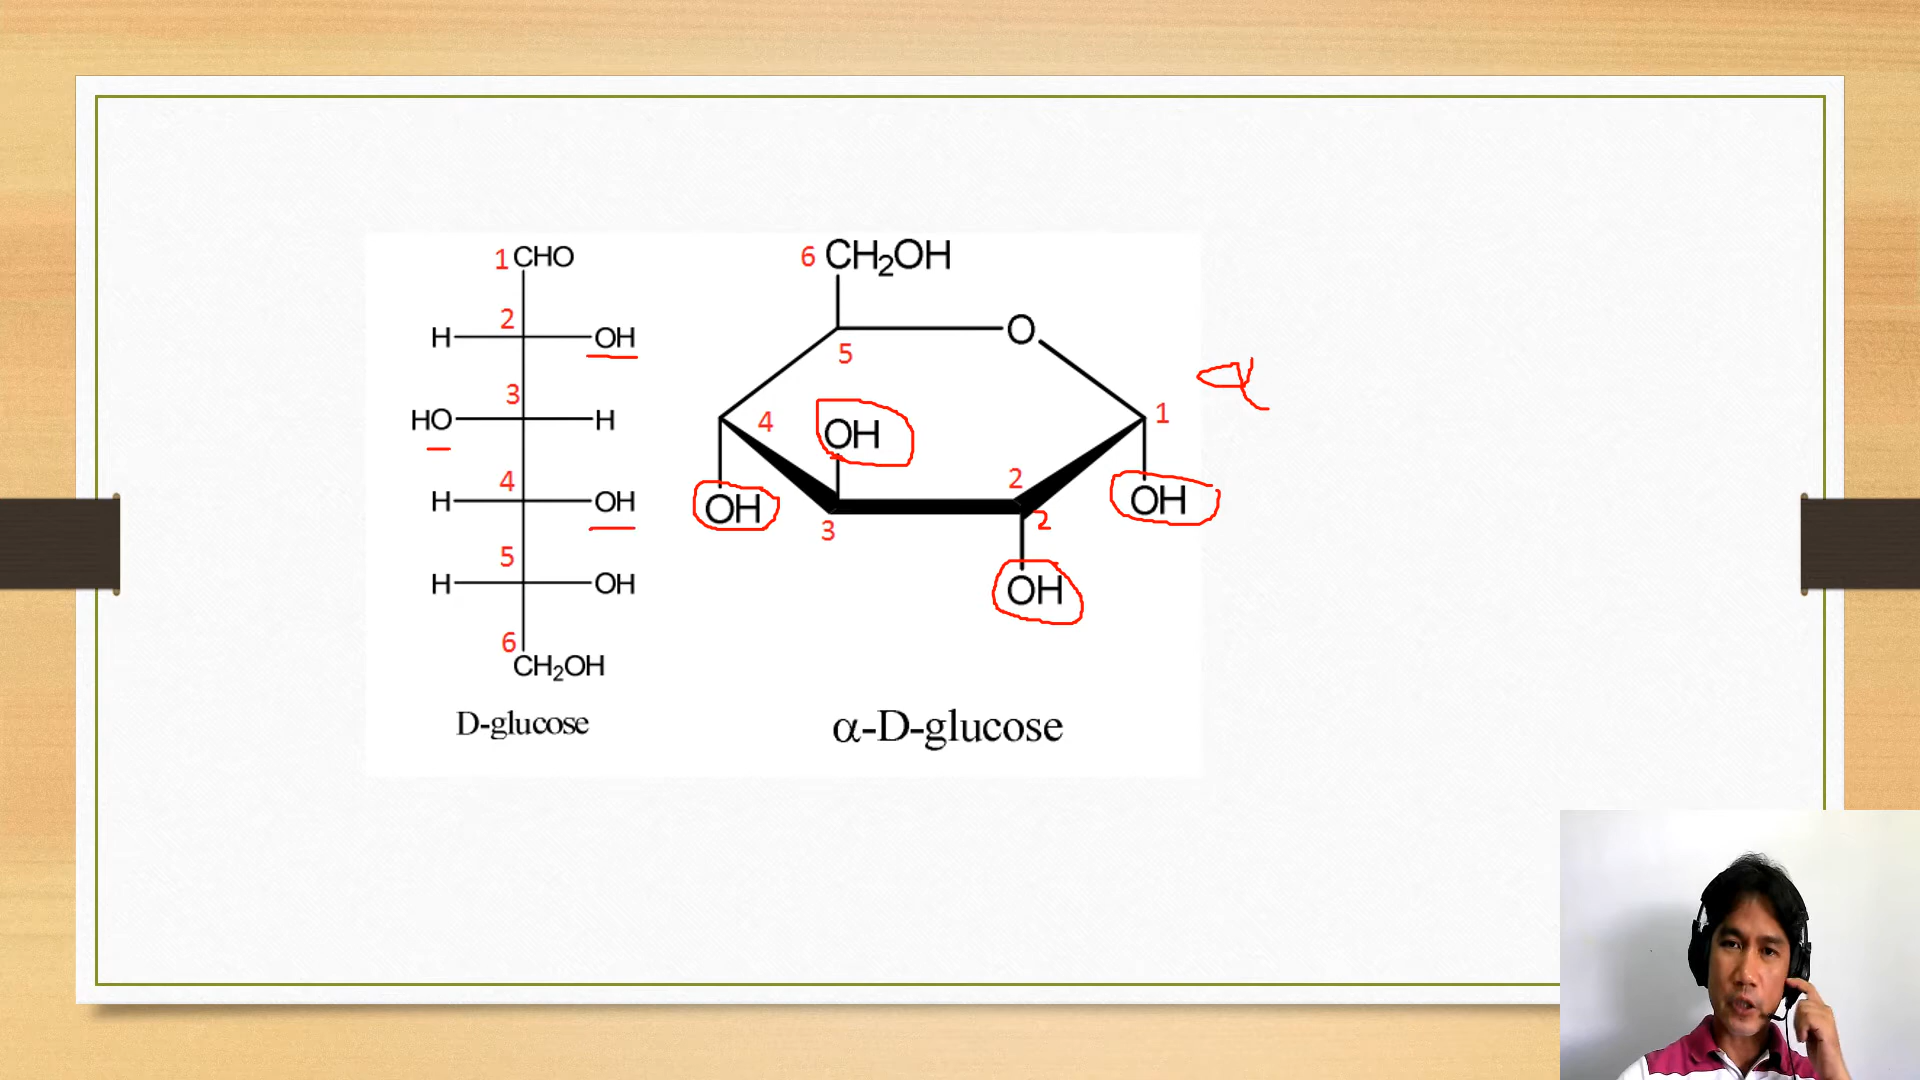 1 CHO
2
H OH
3
HO H
4
H OH
5
H OH
6
CH₂OH
D-glucose
6 CH₂OH
O
5
α
1
4
OH
2
OH
OH
3
2
OH
α-D-glucose